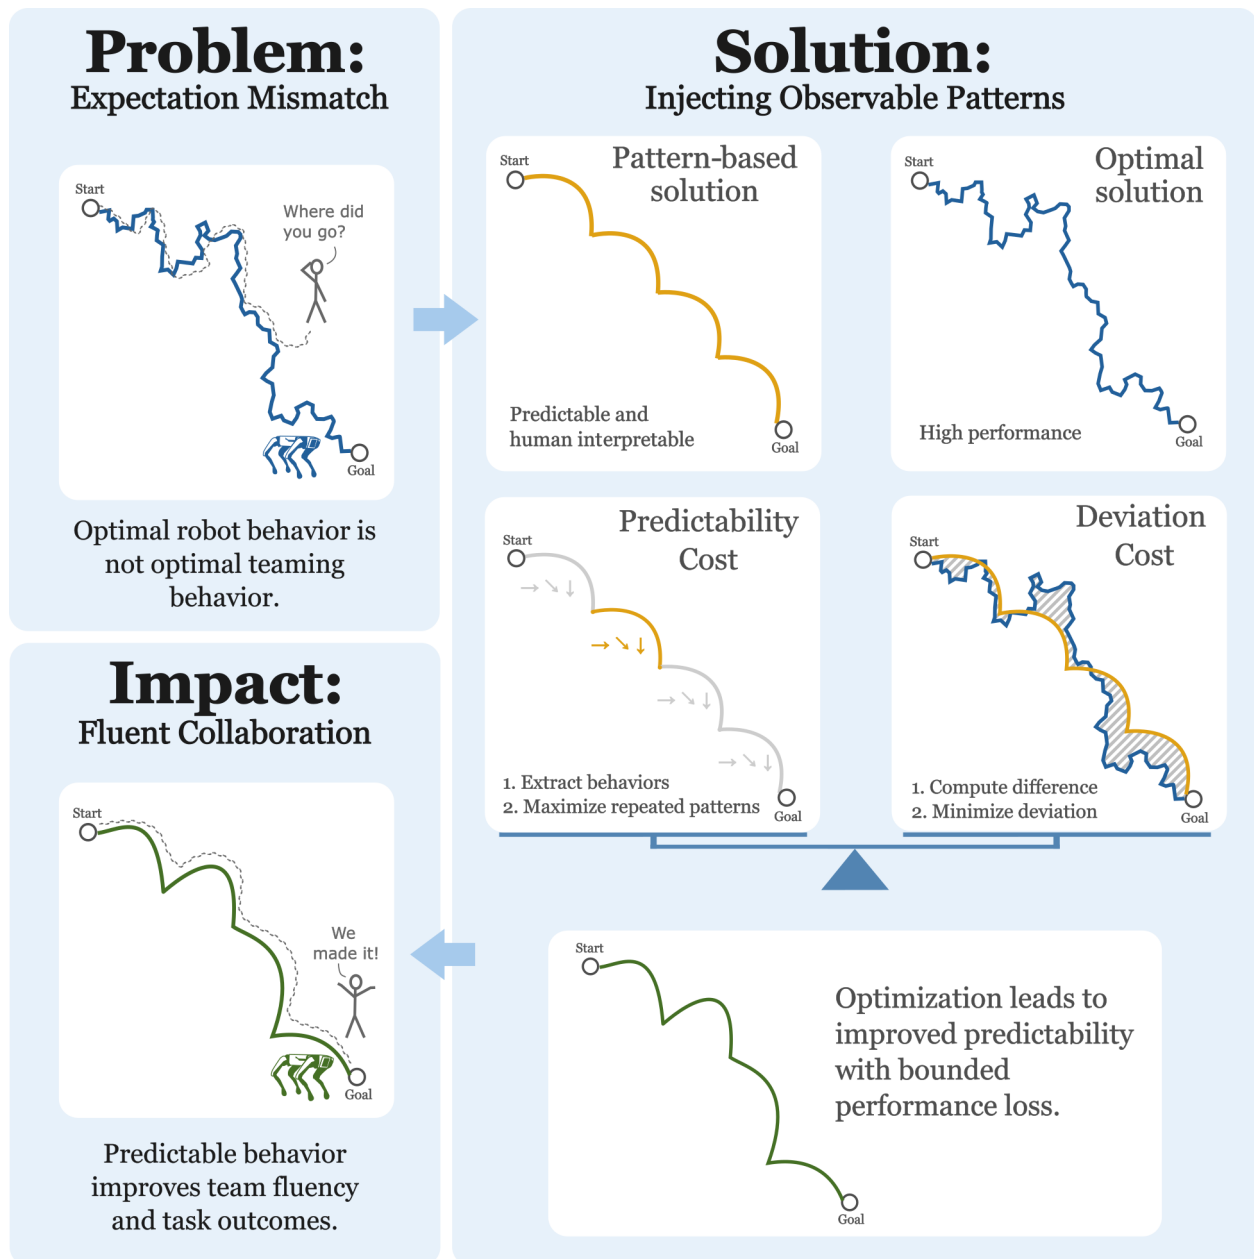 Problem:
Expectation Mismatch
Start
Where did
you go?
Goal
Optimal robot behavior is
not optimal teaming
behavior.
Solution:
Injecting Observable Patterns
Start
Pattern-based
solution
Predictable and
human interpretable
Goal
Start
Optimal
solution
High performance
Goal
Start
Predictability
Cost
1. Extract behaviors
2. Maximize repeated patterns
Goal
Start
Deviation
Cost
1. Compute difference
2. Minimize deviation
Goal
Start
Optimization leads to
improved predictability
with bounded
performance loss.
Goal
Impact:
Fluent Collaboration
Start
We
made it!
Goal
Predictable behavior
improves team fluency
and task outcomes.